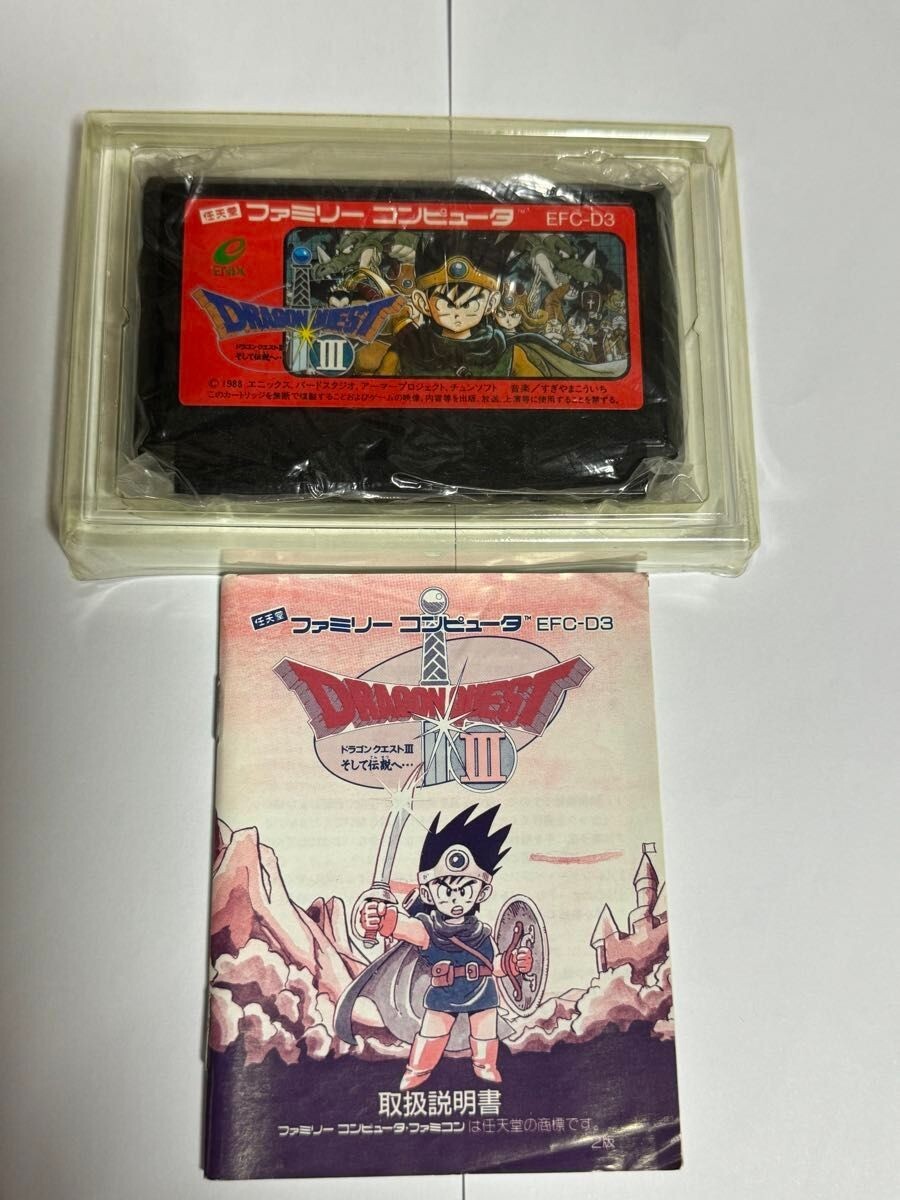 任天堂 ファミリー コンピュータ™ EFC-D3
ENIX
DRAGON QUEST
ドラゴンクエストⅢ
そして伝説へ…
III
© 1988 エニックス, バードスタジオ, アーマープロジェクト, チュンソフト 音楽/すぎやまこういち
このカートリッジを無断で複製することおよびゲームの映像、内容等を出版、放送、上演等に使用することを禁ずる。
任天堂 ファミリー コンピュータ™ EFC-D3
DRAGON QUEST
ドラゴンクエストⅢ
そして伝説へ…
III
取扱説明書
ファミリー コンピュータ・ファミコン は任天堂の商標です。
2版